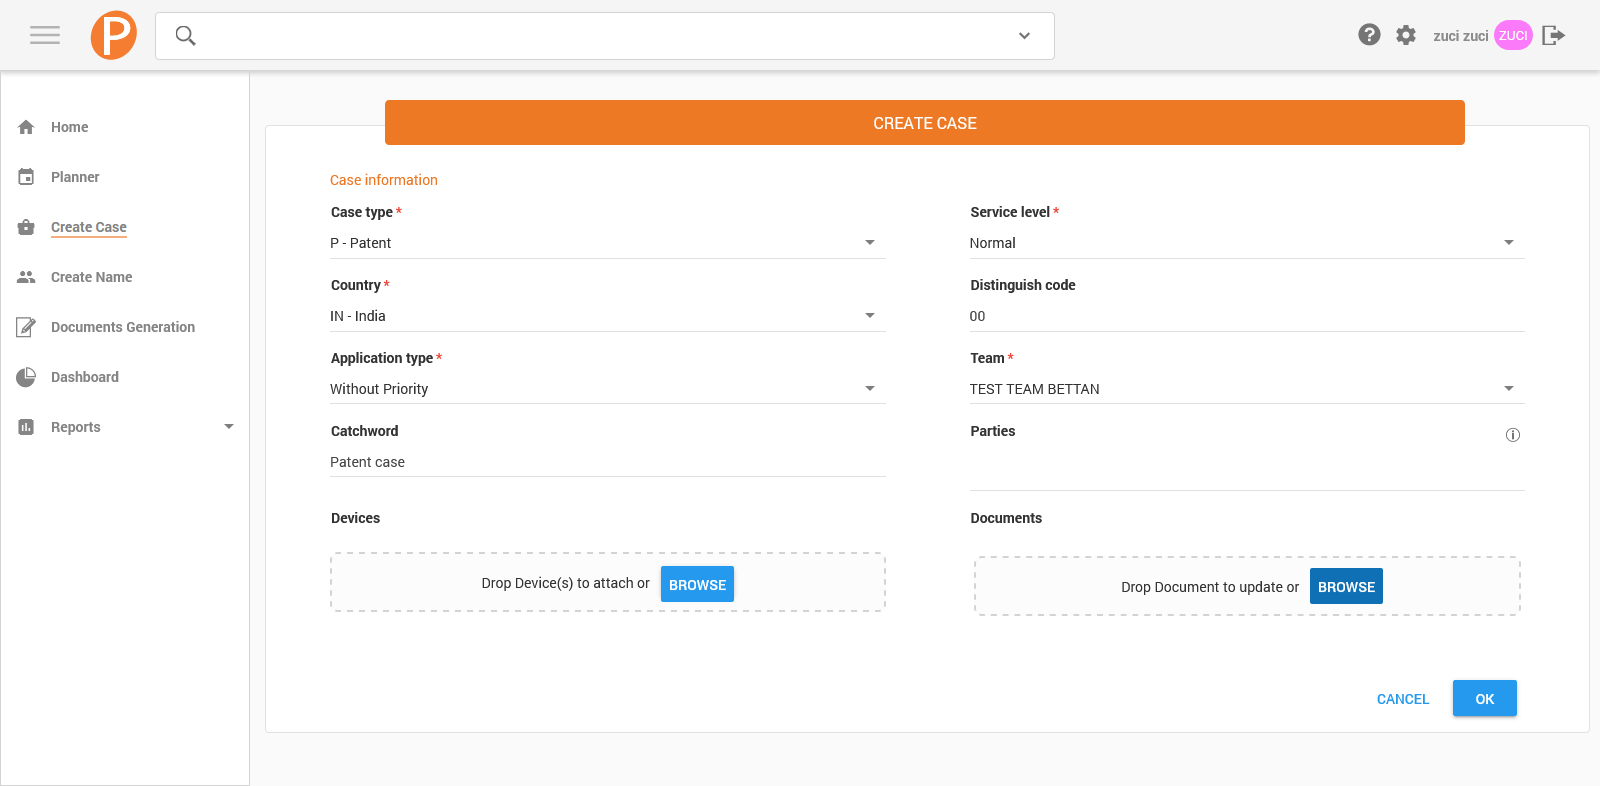 P
zuci zuci ZUCI
Home
Planner
Create Case
Create Name
Documents Generation
Dashboard
Reports
CREATE CASE
Case information
Case type *
P - Patent
Service level *
Normal
Country *
IN - India
Distinguish code
00
Application type *
Without Priority
Team *
TEST TEAM BETTAN
Catchword
Patent case
Parties
Devices
Drop Device(s) to attach or BROWSE
Documents
Drop Document to update or BROWSE
CANCEL OK